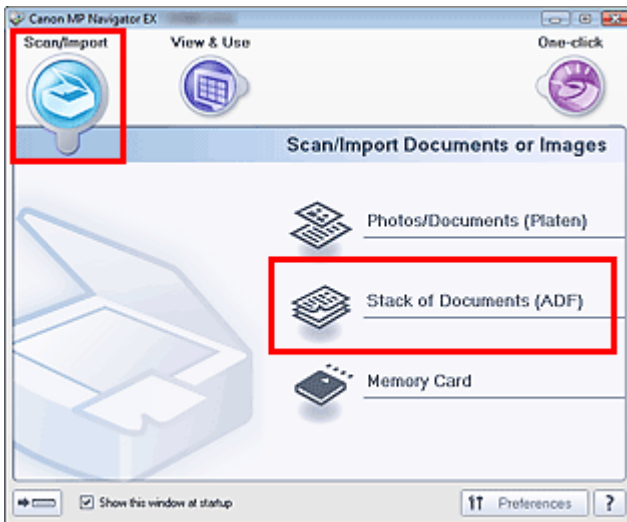 Canon MP Navigator EX
Scan/Import View & Use One-click
Scan/Import Documents or Images
Photos/Documents (Platen)
Stack of Documents (ADF)
Memory Card
Show this window at startup Preferences ?